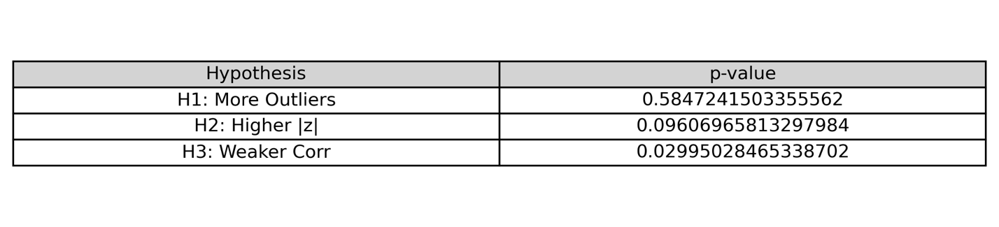 Hypothesis p-value
H1: More Outliers 0.5847241503355562
H2: Higher |z| 0.09606965813297984
H3: Weaker Corr 0.02995028465338702